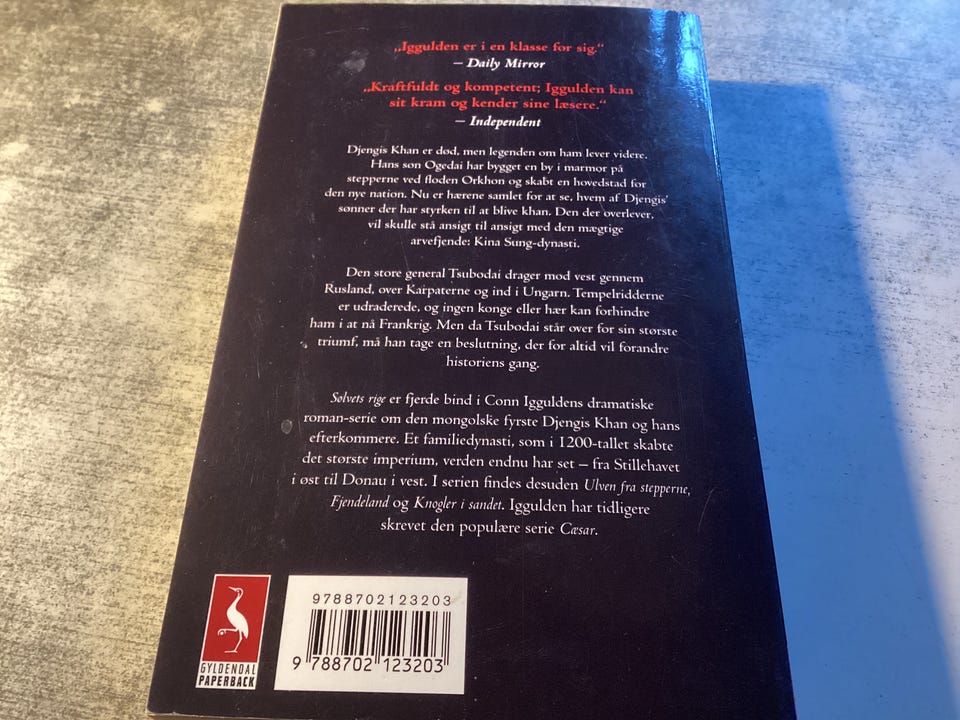 „Iggulden er i en klasse for sig.“
– Daily Mirror
„Kraftfuldt og kompetent; Iggulden kan
sit kram og kender sine læsere.“
– Independent
Djengis Khan er død, men legenden om ham lever videre.
Hans søn Ogedai har bygget en by i marmor på
stepperne ved floden Orkhon og skabt en hovedstad for
den nye nation. Nu er hærene samlet for at se, hvem af Djengis'
sønner der har styrken til at blive khan. Den der overlever,
vil skulle stå ansigt til ansigt med den mægtige
arvefjende: Kina Sung-dynasti.
Den store general Tsubodai drager mod vest gennem
Rusland, over Karpaterne og ind i Ungarn. Tempelridderne
er udraderede, og ingen konge eller hær kan forhindre
ham i at nå Frankrig. Men da Tsubodai står over for sin største
triumf, må han tage en beslutning, der for altid vil forandre
historiens gang.
Sølvets rige er fjerde bind i Conn Igguldens dramatiske
roman-serie om den mongolske fyrste Djengis Khan og hans
efterkommere. Et familiedynasti, som i 1200-tallet skabte
det største imperium, verden endnu har set – fra Stillehavet
i øst til Donau i vest. I serien findes desuden Ulven fra stepperne,
Fjendeland og Knogler i sandet. Iggulden har tidligere
skrevet den populære serie Cæsar.
GYLDENDAL
PAPERBACK
9788702123203
9 788702 123203